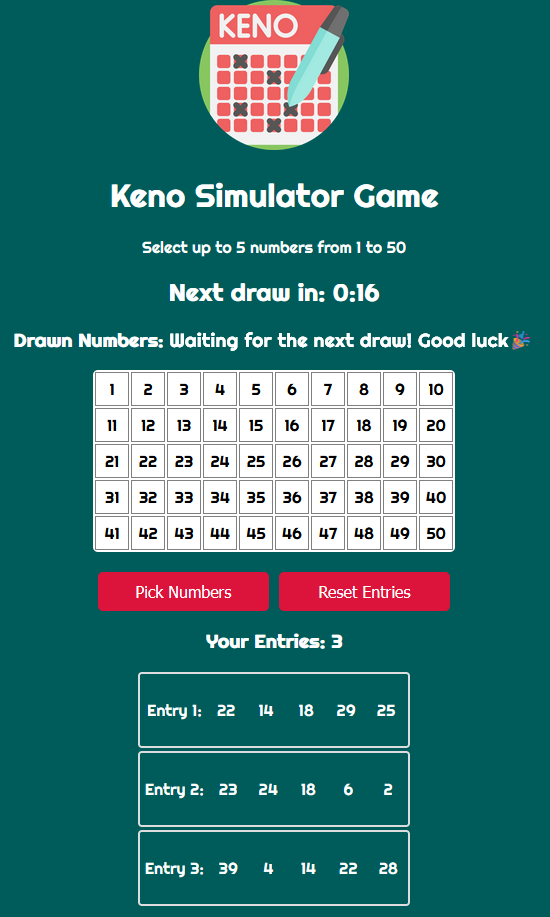 KENO
Keno Simulator Game
Select up to 5 numbers from 1 to 50
Next draw in: 0:16
Drawn Numbers: Waiting for the next draw! Good luck🎉
1 2 3 4 5 6 7 8 9 10
11 12 13 14 15 16 17 18 19 20
21 22 23 24 25 26 27 28 29 30
31 32 33 34 35 36 37 38 39 40
41 42 43 44 45 46 47 48 49 50
Pick Numbers Reset Entries
Your Entries: 3
Entry 1: 22 14 18 29 25
Entry 2: 23 24 18 6 2
Entry 3: 39 4 14 22 28